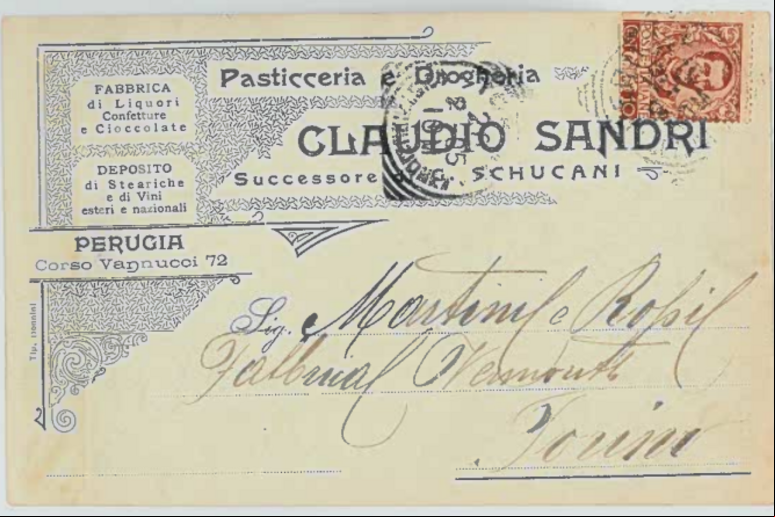 FABBRICA
di Liquori
Confetture
e Cioccolate
DEPOSITO
di Steariche
e di Vini
esteri e nazionali
Pasticceria e Drogheria
CLAUDIO SANDRI
Successore SCHUCANI
PERUGIA
Corso Vannucci 72
Sig. Martini e Rossi
Vermouth
Torino